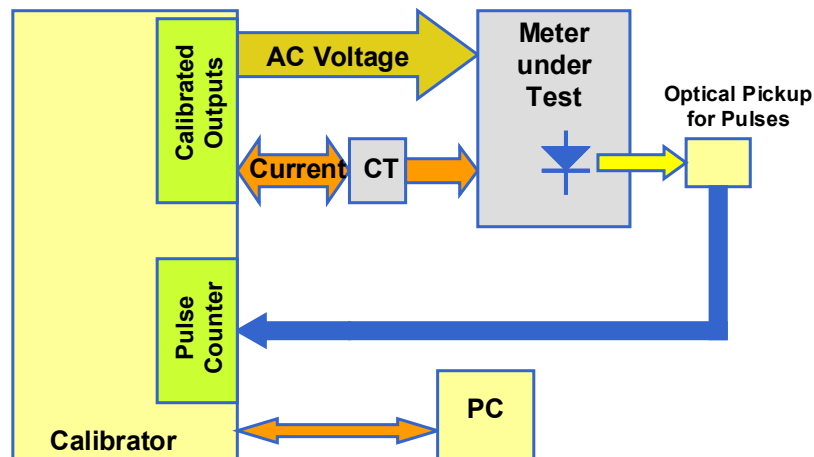 AC Voltage
Meter
under
Test
Optical Pickup
for Pulses
Calibrated
Outputs
Current
CT
Pulse
Counter
PC
Calibrator